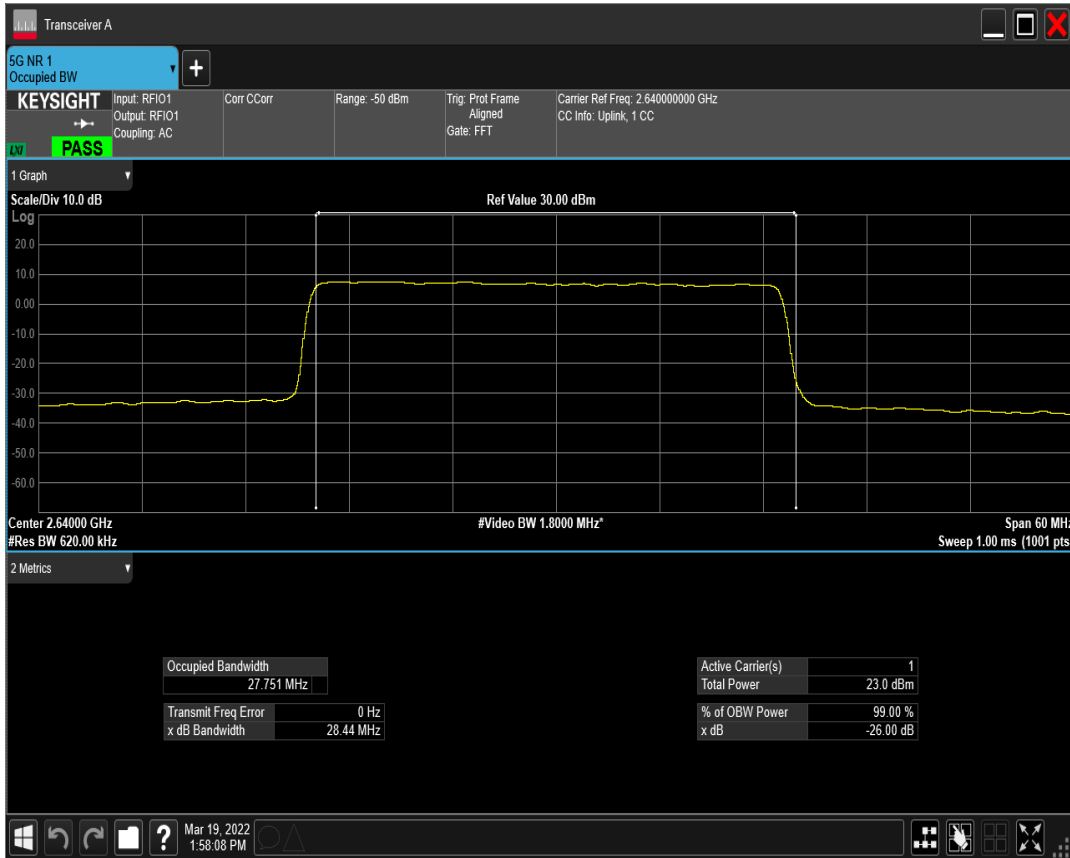 Transceiver A
5G NR 1
Occupied BW
+
KEYSIGHT
LXI
PASS
Input: RFIO1
Output: RFIO1
Coupling: AC
Corr CCorr
Range: -50 dBm
Trig: Prot Frame
Aligned
Gate: FFT
Carrier Ref Freq: 2.640000000 GHz
CC Info: Uplink, 1 CC
1 Graph
Scale/Div 10.0 dB
Ref Value 30.00 dBm
Log
20.0
10.0
0.00
-10.0
-20.0
-30.0
-40.0
-50.0
-60.0
Center 2.64000 GHz
#Video BW 1.8000 MHz*
Span 60 MHz
#Res BW 620.00 kHz
Sweep 1.00 ms (1001 pts
2 Metrics
Occupied Bandwidth
27.751 MHz
Transmit Freq Error 0 Hz
x dB Bandwidth 28.44 MHz
Active Carrier(s) 1
Total Power 23.0 dBm
% of OBW Power 99.00 %
x dB -26.00 dB
?
Mar 19, 2022
1:58:08 PM